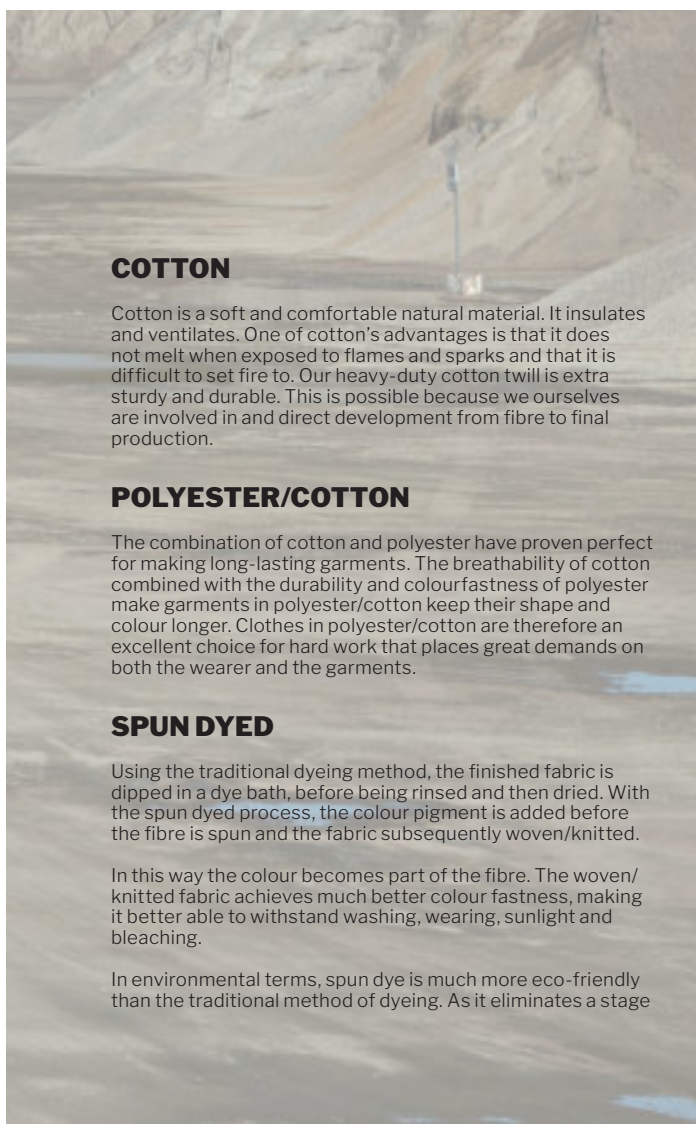 COTTON
Cotton is a soft and comfortable natural material. It insulates
and ventilates. One of cotton's advantages is that it does
not melt when exposed to flames and sparks and that it is
difficult to set fire to. Our heavy-duty cotton twill is extra
sturdy and durable. This is possible because we ourselves
are involved in and direct development from fibre to final
production.
POLYESTER/COTTON
The combination of cotton and polyester have proven perfect
for making long-lasting garments. The breathability of cotton
combined with the durability and colourfastness of polyester
make garments in polyester/cotton keep their shape and
colour longer. Clothes in polyester/cotton are therefore an
excellent choice for hard work that places great demands on
both the wearer and the garments.
SPUN DYED
Using the traditional dyeing method, the finished fabric is
dipped in a dye bath, before being rinsed and then dried. With
the spun dyed process, the colour pigment is added before
the fibre is spun and the fabric subsequently woven/knitted.
In this way the colour becomes part of the fibre. The woven/
knitted fabric achieves much better colour fastness, making
it better able to withstand washing, wearing, sunlight and
bleaching.
In environmental terms, spun dye is much more eco-friendly
than the traditional method of dyeing. As it eliminates a stage